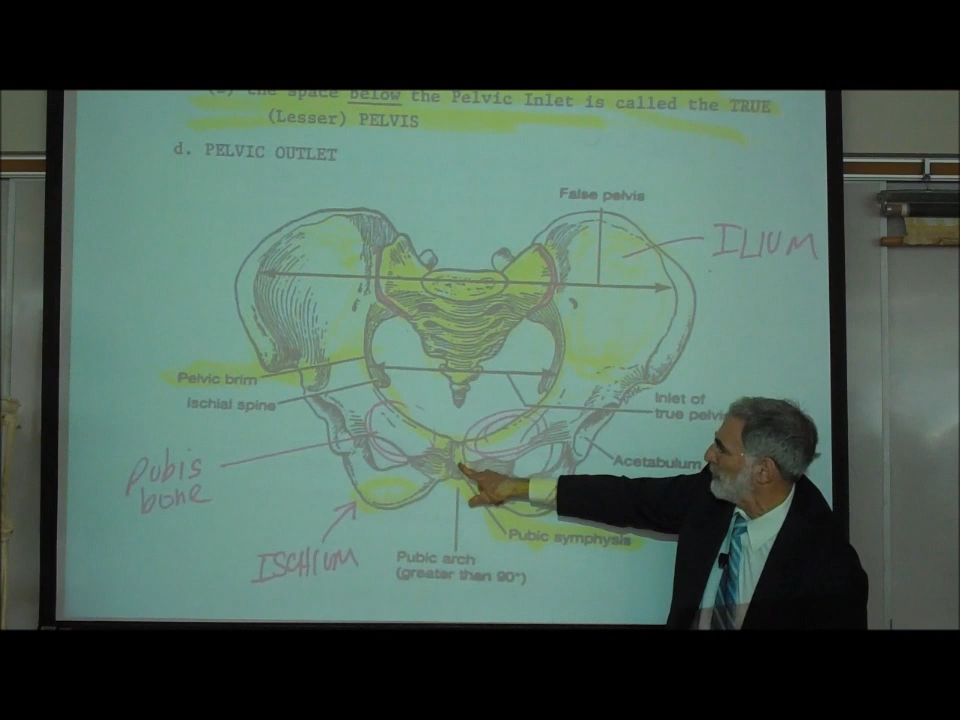 (2) the space below the Pelvic Inlet is called the TRUE
(Lesser) PELVIS
d. PELVIC OUTLET
False pelvis
ILIUM
Pelvic brim
Ischial spine
Inlet of
true pelvis
Pubis
bone
Acetabulum
Pubic symphysis
ISCHIUM
Pubic arch
(greater than 90°)